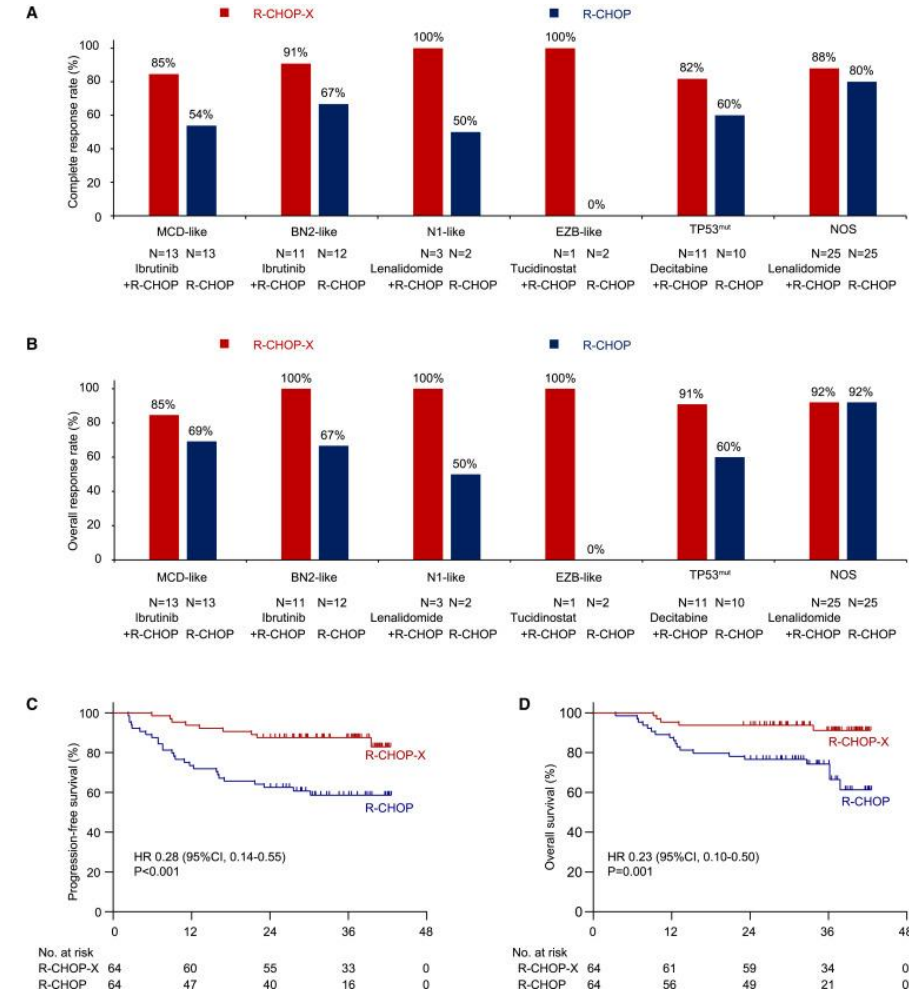 A
R-CHOP-X R-CHOP
Complete response rate (%)
100
80
60
40
20
0
85% 54% 91% 67% 100% 50% 100% 0% 82% 60% 88% 80%
MCD-like BN2-like N1-like EZB-like TP53mut NOS
N=13 N=13 N=11 N=12 N=3 N=2 N=1 N=2 N=11 N=10 N=25 N=25
Ibrutinib Ibrutinib Lenalidomide Tucidinostat Decitabine Lenalidomide
+R-CHOP R-CHOP +R-CHOP R-CHOP +R-CHOP R-CHOP +R-CHOP R-CHOP +R-CHOP R-CHOP +R-CHOP R-CHOP
B
R-CHOP-X R-CHOP
Overall response rate (%)
100
80
60
40
20
0
85% 69% 100% 67% 100% 50% 100% 0% 91% 60% 92% 92%
MCD-like BN2-like N1-like EZB-like TP53mut NOS
N=13 N=13 N=11 N=12 N=3 N=2 N=1 N=2 N=11 N=10 N=25 N=25
Ibrutinib Ibrutinib Lenalidomide Tucidinostat Decitabine Lenalidomide
+R-CHOP R-CHOP +R-CHOP R-CHOP +R-CHOP R-CHOP +R-CHOP R-CHOP +R-CHOP R-CHOP +R-CHOP R-CHOP
C
Progression-free survival (%)
100
80
60
40
20
0
R-CHOP-X
R-CHOP
HR 0.28 (95%CI, 0.14-0.55)
P<0.001
0 12 24 36 48
No. at risk
R-CHOP-X 64 60 55 33 0
R-CHOP 64 47 40 16 0
D
Overall survival (%)
100
80
60
40
20
0
R-CHOP-X
R-CHOP
HR 0.23 (95%CI, 0.10-0.50)
P=0.001
0 12 24 36 48
No. at risk
R-CHOP-X 64 61 59 34 0
R-CHOP 64 56 49 21 0